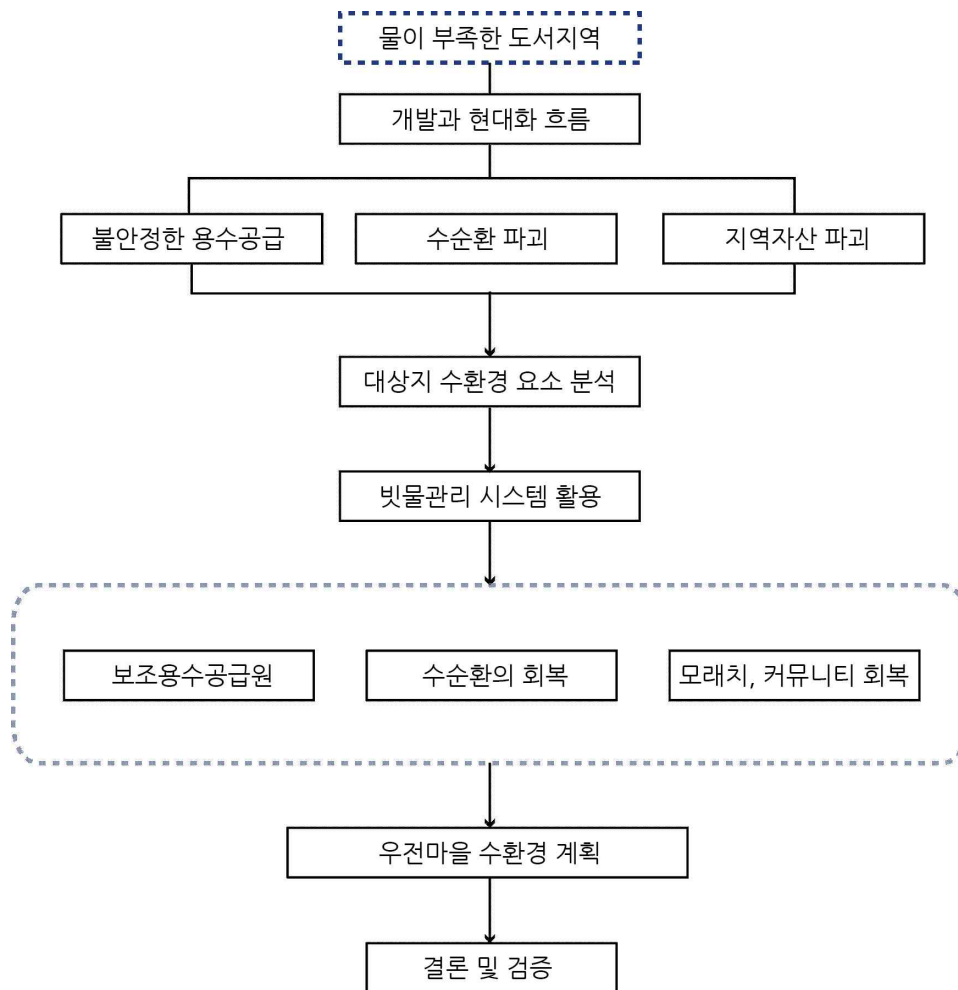 물이 부족한 도서지역
개발과 현대화 흐름
불안정한 용수공급
수순환 파괴
지역자산 파괴
대상지 수환경 요소 분석
빗물관리 시스템 활용
보조용수공급원
수순환의 회복
모래치, 커뮤니티 회복
우전마을 수환경 계획
결론 및 검증